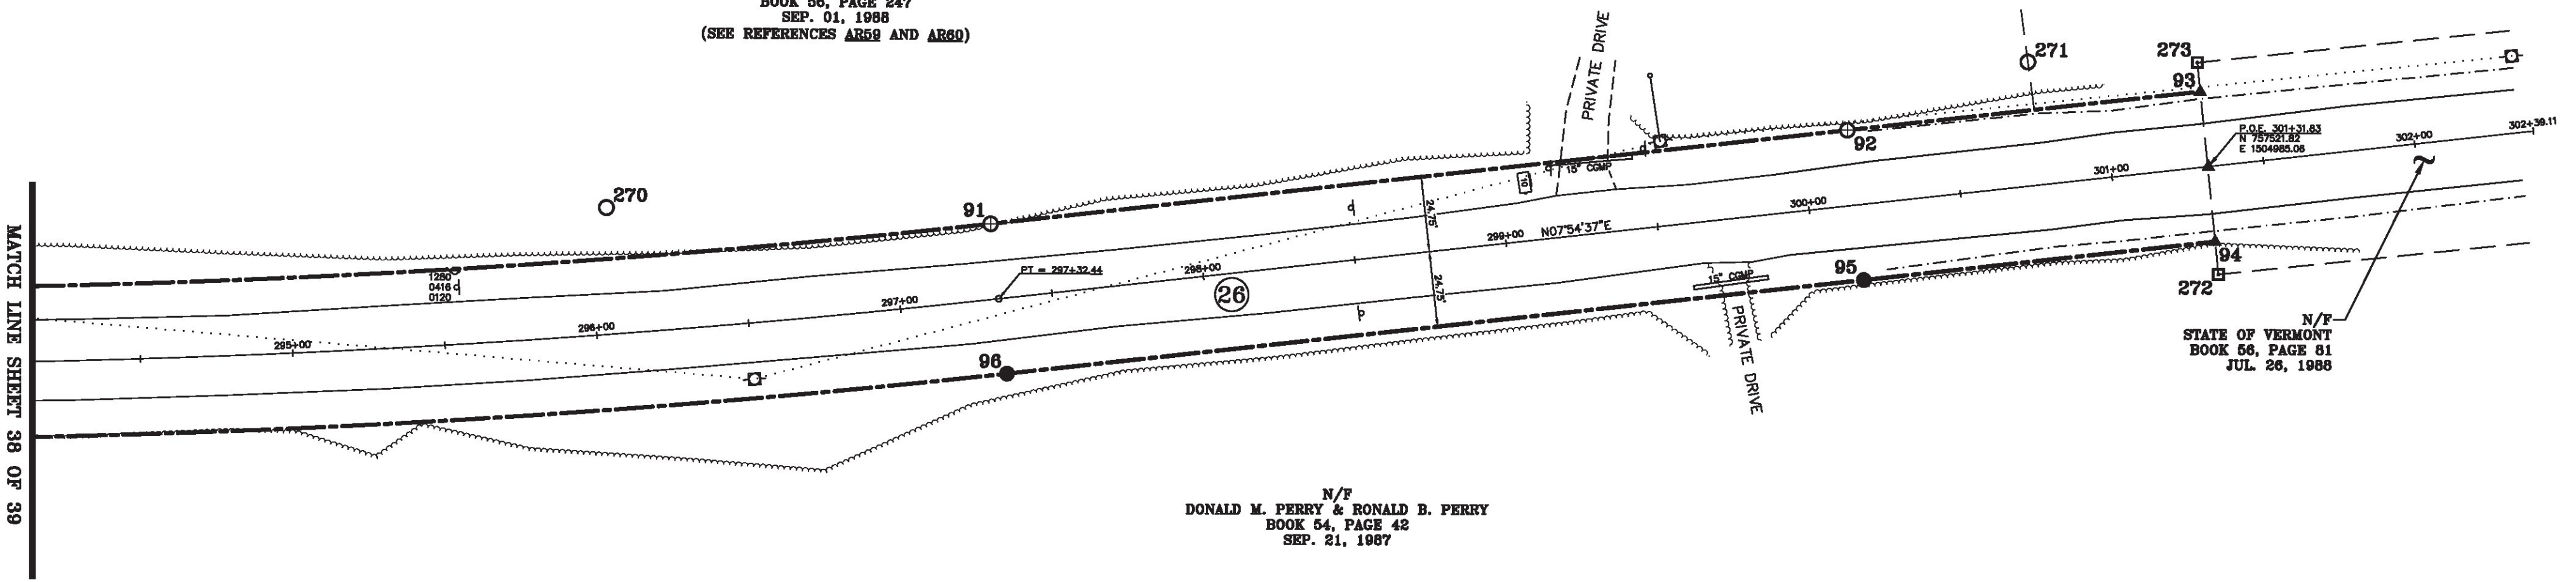 BOOK 56, PAGE 247
SEP. 01, 1988
(SEE REFERENCES AR59 AND AR60)
PRIVATE DRIVE
271
273
93
270
91
92
P.O.E. 301+31.83
N 757521.82
E 1504985.06
302+00
302+39.11
15" CGMP
10
24.75'
24.75'
301+00
300+00
N07°54'37"E
299+00
298+00
PT = 297+32.44
297+00
296+00
295+00
1280
0416
0120
26
95
94
272
15" CGMP
PRIVATE DRIVE
96
MATCH LINE SHEET 38 OF 39
N/F
STATE OF VERMONT
BOOK 56, PAGE 81
JUL. 26, 1988
N/F
DONALD M. PERRY & RONALD B. PERRY
BOOK 54, PAGE 42
SEP. 21, 1987